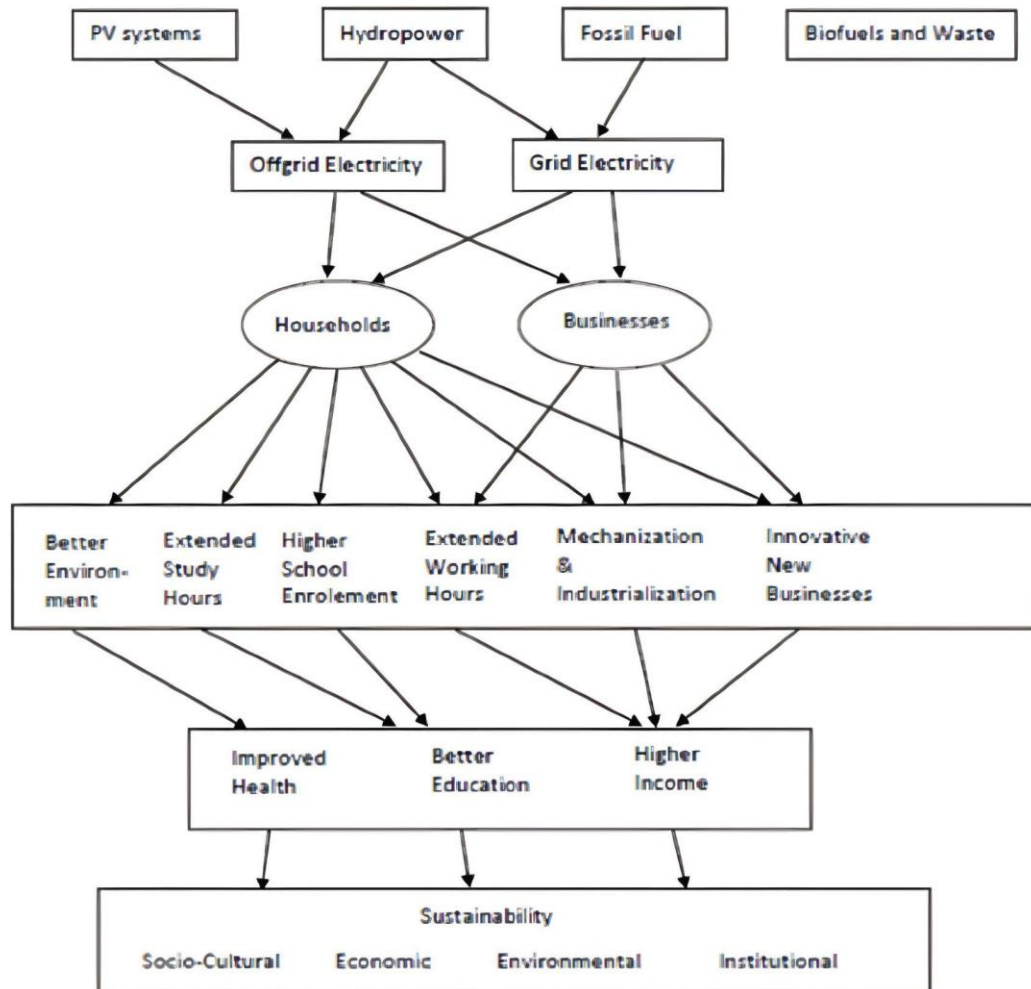 PV systems
Hydropower
Fossil Fuel
Biofuels and Waste
Offgrid Electricity
Grid Electricity
Households
Businesses
Better
Environ-
ment
Extended
Study
Hours
Higher
School
Enrolement
Extended
Working
Hours
Mechanization
&
Industrialization
Innovative
New
Businesses
Improved
Health
Better
Education
Higher
Income
Sustainability
Socio-Cultural
Economic
Environmental
Institutional